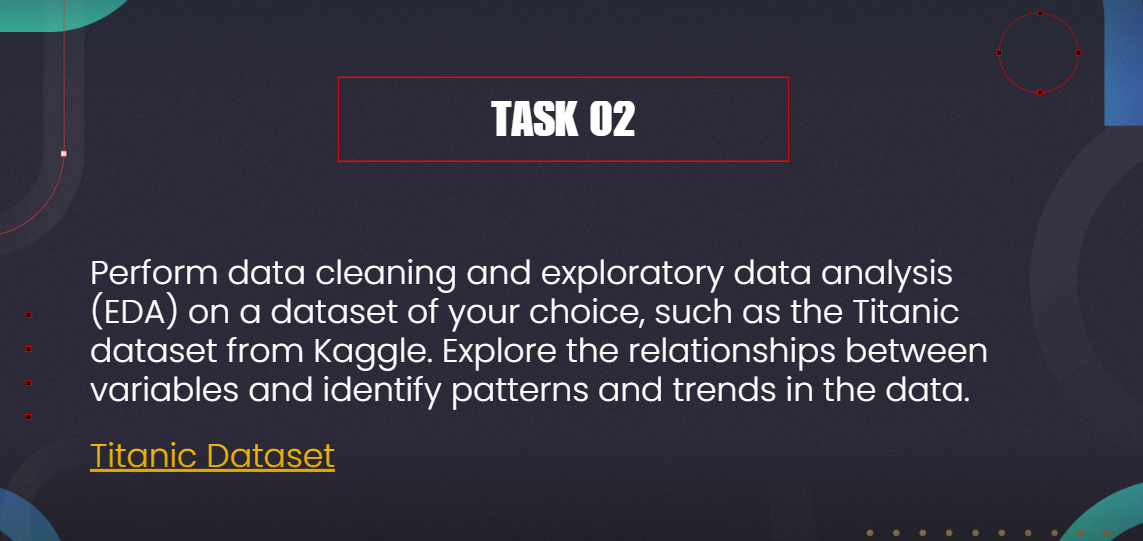 TASK 02
Perform data cleaning and exploratory data analysis
(EDA) on a dataset of your choice, such as the Titanic
dataset from Kaggle. Explore the relationships between
variables and identify patterns and trends in the data.
Titanic Dataset